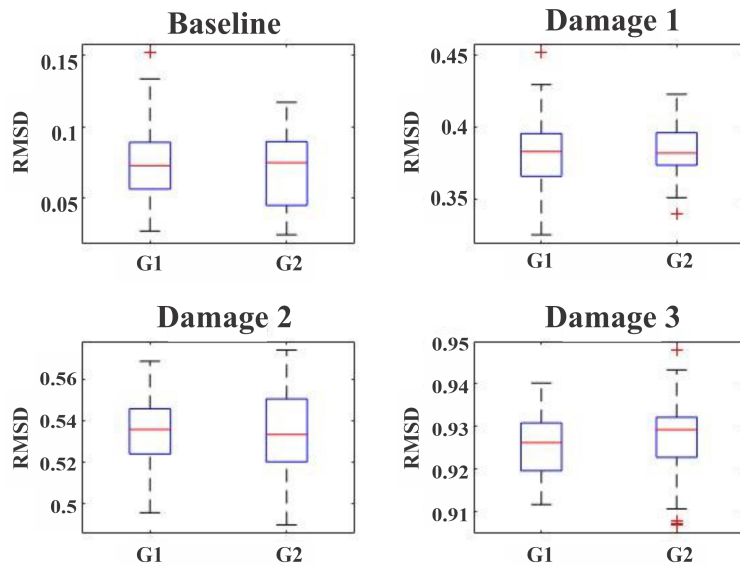 Baseline
RMSD
0.15
0.1
0.05
G1 G2
Damage 1
RMSD
0.45
0.4
0.35
G1 G2
Damage 2
RMSD
0.56
0.54
0.52
0.5
G1 G2
Damage 3
RMSD
0.95
0.94
0.93
0.92
0.91
G1 G2